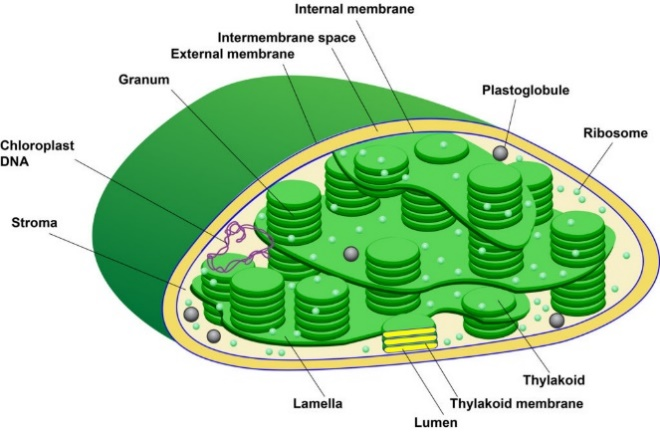 Internal membrane
Intermembrane space
External membrane
Granum
Plastoglobule
Ribosome
Chloroplast
DNA
Stroma
Thylakoid
Lamella
Thylakoid membrane
Lumen